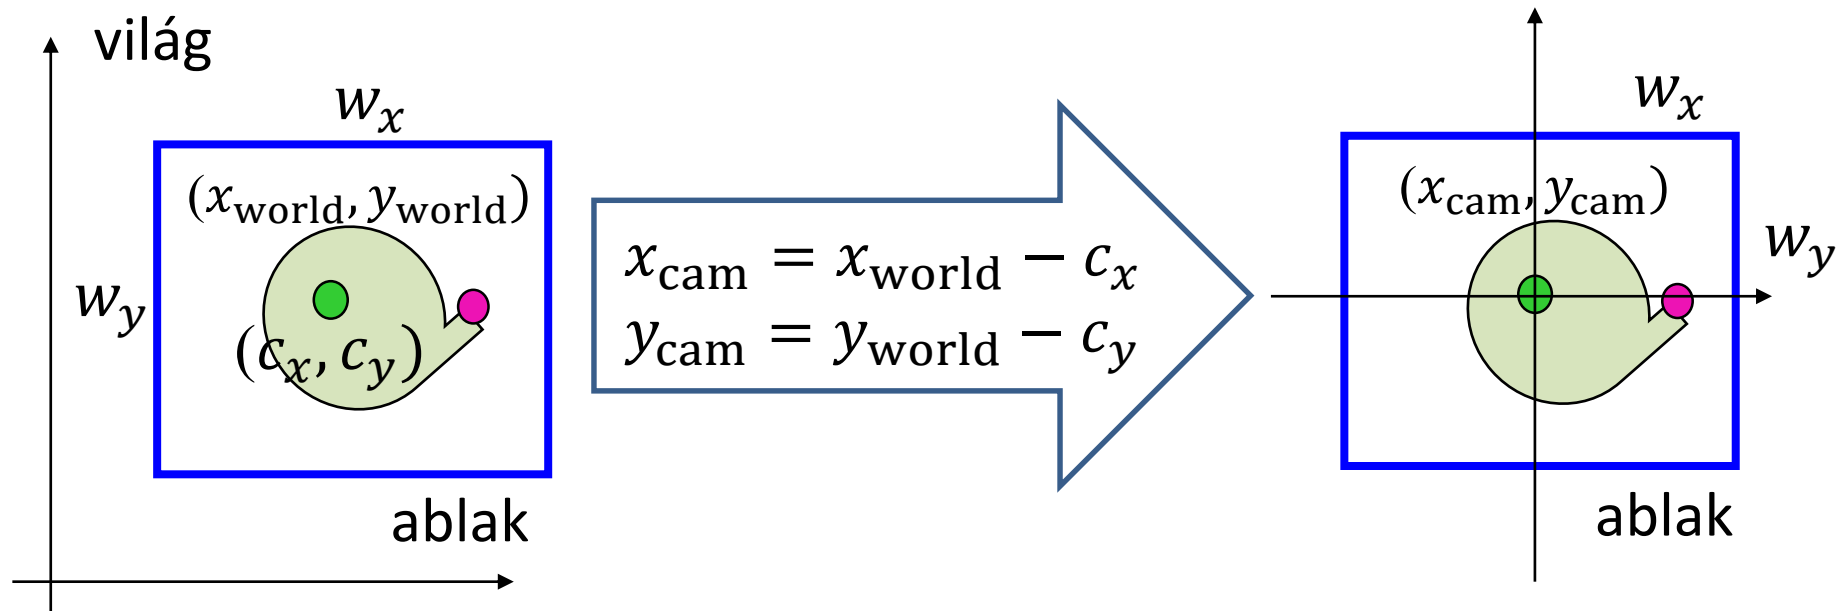 világ
w_x
(x_world, y_world)
w_y
(c_x, c_y)
ablak
x_cam = x_world − c_x
y_cam = y_world − c_y
w_x
(x_cam, y_cam)
w_y
ablak